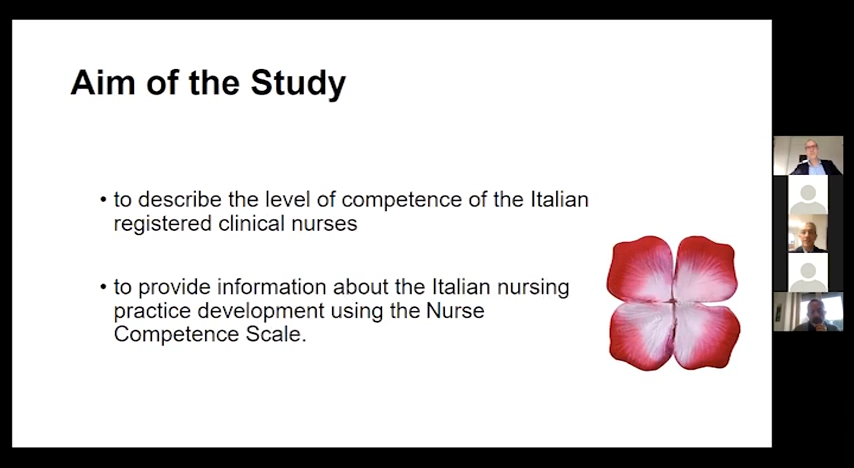 Aim of the Study
• to describe the level of competence of the Italian
registered clinical nurses
• to provide information about the Italian nursing
practice development using the Nurse
Competence Scale.